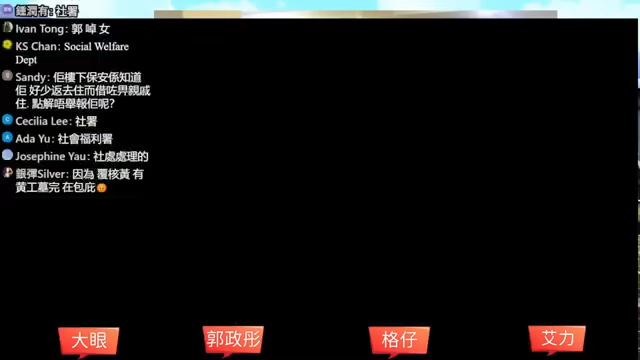 鍾潤有: 社署
Ivan Tong: 郭 啅 女
KS Chan: Social Welfare
Dept
Sandy: 佢樓下保安係知道
佢 好少返去住而借咗畀親戚
住. 點解唔舉報佢呢?
Cecilia Lee: 社署
Ada Yu: 社會福利署
Josephine Yau: 社處處理的
銀彈Silver: 因為 覆核黃 有
黃工墓完 在包庇
大眼
郭政彤
格仔
艾力